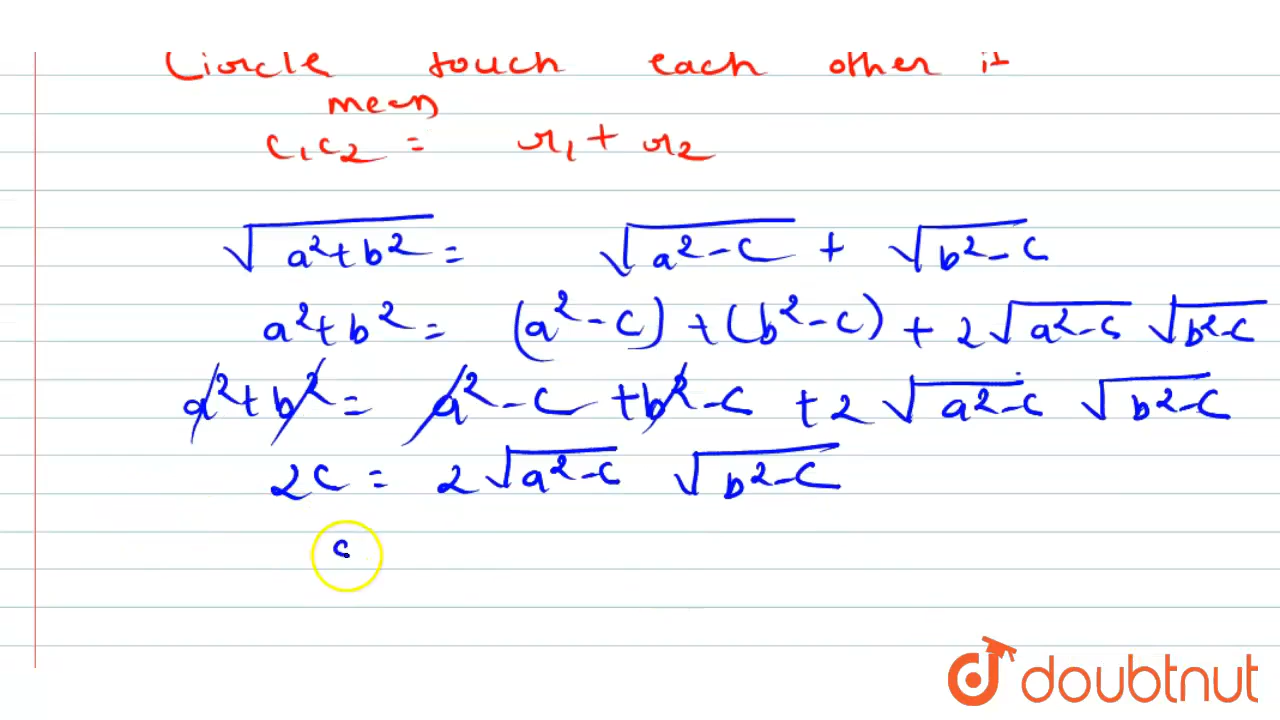 Circle touch each other it
mean
C₁C₂ = r₁ + r₂
√(a²+b²) = √(a²-c) + √(b²-c)
a²+b² = (a²-c) + (b²-c) + 2√(a²-c) √(b²-c)
a²+b² = a²-c + b²-c + 2√(a²-c) √(b²-c)
2c = 2√(a²-c) √(b²-c)
c
doubtnut